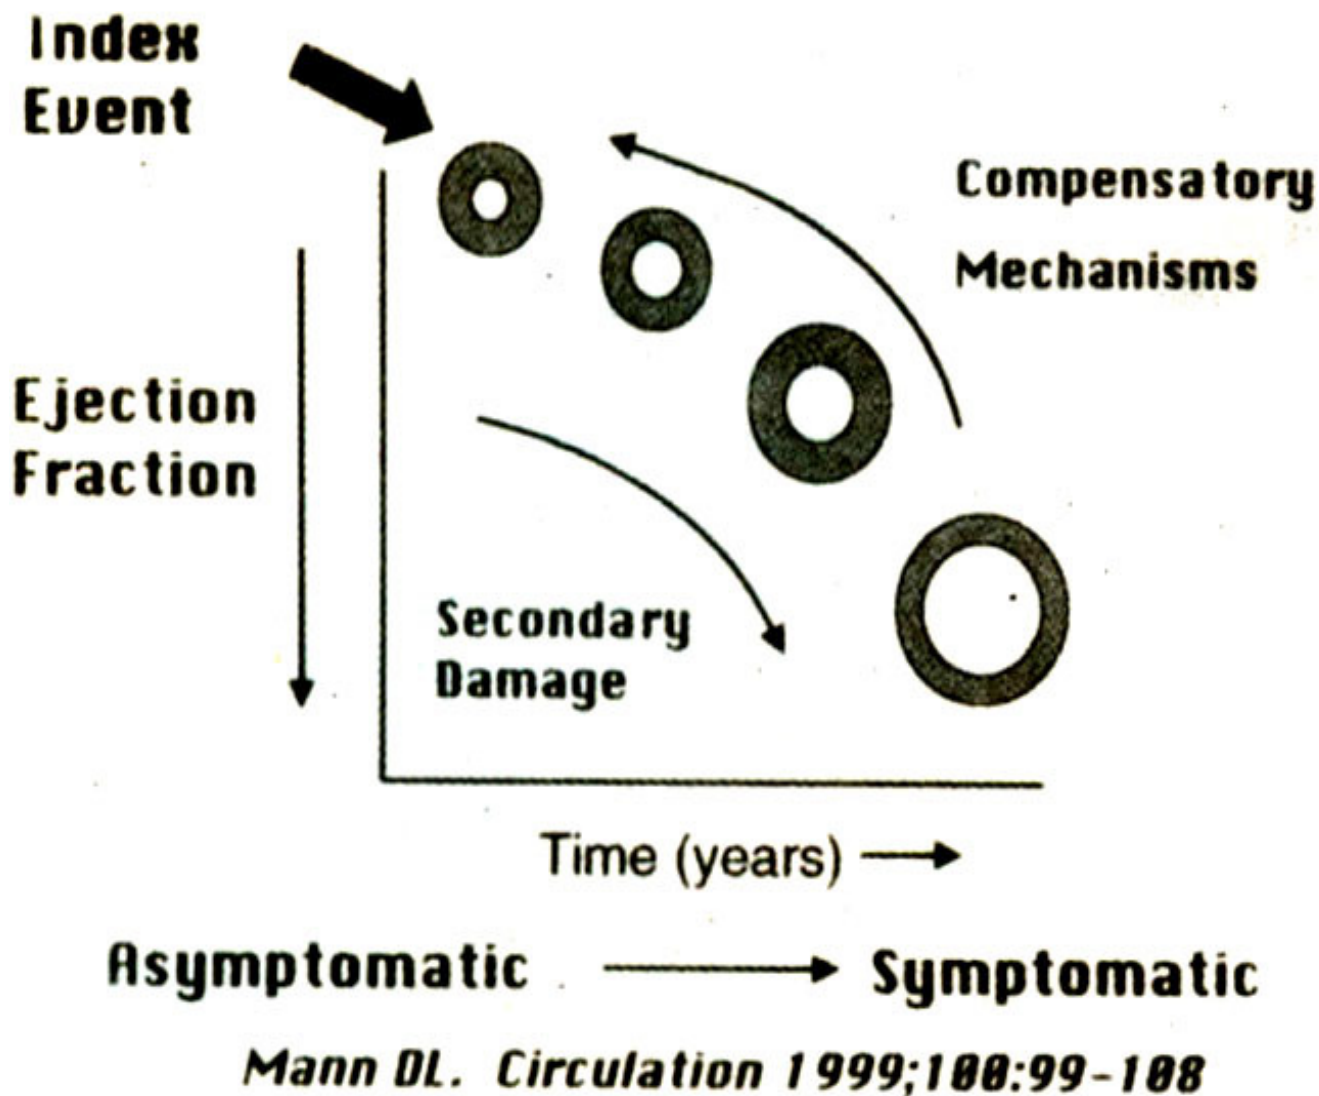 Index
Event
Compensatory
Mechanisms
Ejection
Fraction
Secondary
Damage
Time (years)
Asymptomatic
Symptomatic
Mann DL. Circulation 1999;100:99-108